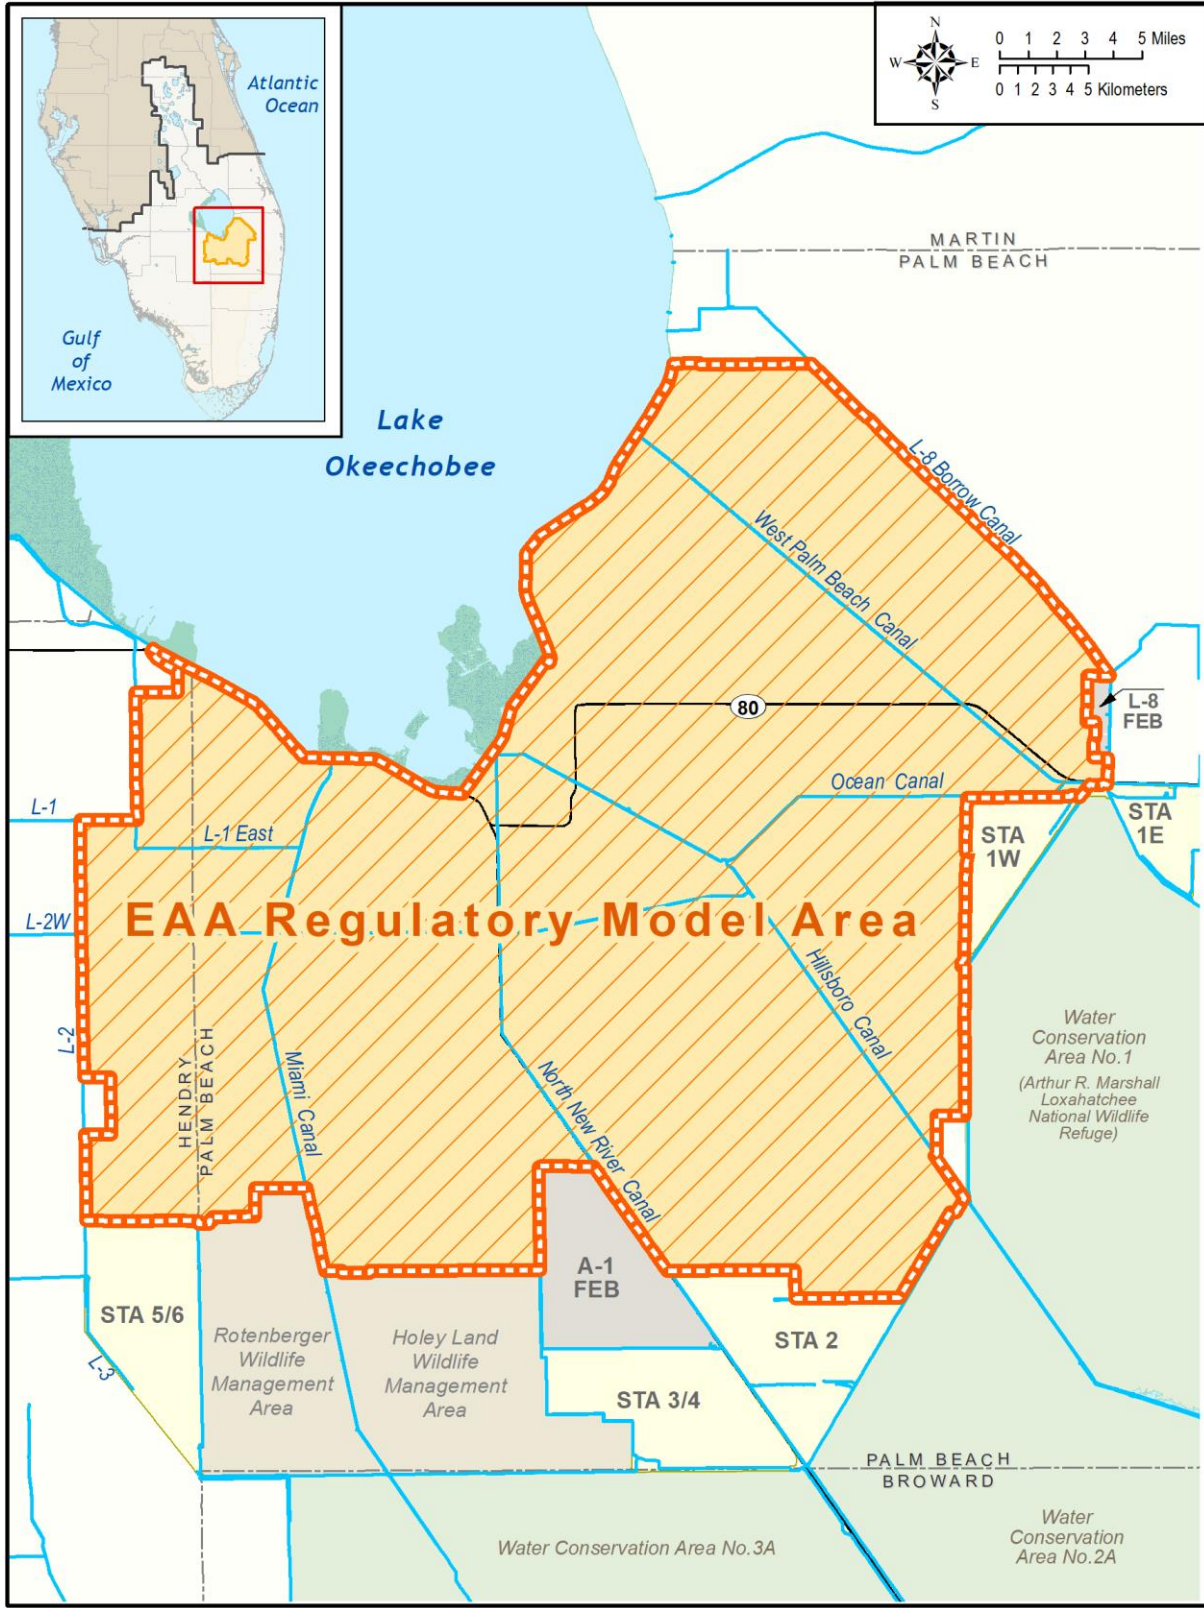 Atlantic
Ocean
Gulf
of
Mexico
N
W E
S
0 1 2 3 4 5 Miles
0 1 2 3 4 5 Kilometers
MARTIN
PALM BEACH
Lake
Okeechobee
L-8 Borrow Canal
West Palm Beach Canal
80
L-8
FEB
Ocean Canal
STA
1W
STA
1E
L-1
L-1 East
L-2W
EAA Regulatory Model Area
L-2
HENDRY
PALM BEACH
Miami Canal
North New River Canal
Hillsboro Canal
Water
Conservation
Area No.1
(Arthur R. Marshall
Loxahatchee
National Wildlife
Refuge)
A-1
FEB
STA 5/6
L-3
Rotenberger
Wildlife
Management
Area
Holey Land
Wildlife
Management
Area
STA 2
STA 3/4
PALM BEACH
BROWARD
Water Conservation Area No.3A
Water
Conservation
Area No.2A